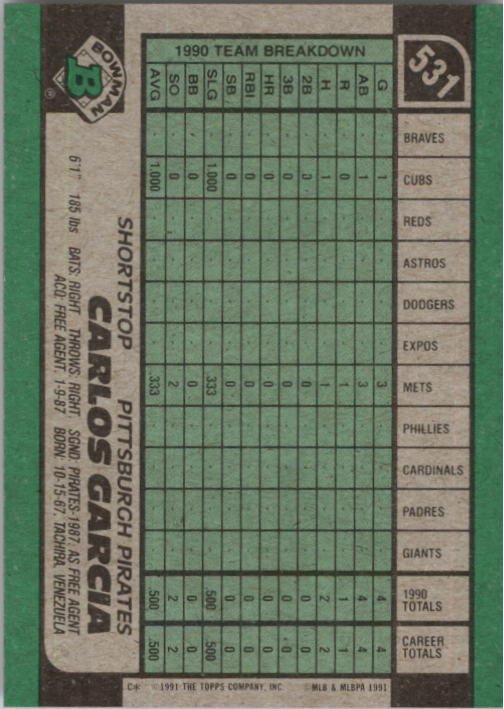 531
BRAVES
CUBS
REDS
ASTROS
DODGERS
EXPOS
METS
PHILLIES
CARDINALS
PADRES
GIANTS
1990
TOTALS
CAREER
TOTALS
1990 TEAM BREAKDOWN
G 1 3 4 4
AB 1 3 4 4
R 0 1 1 1
H 1 1 2 2
2B 0 0 0 0
3B 0 0 0 0
HR 0 0 0 0
RBI 0 0 0 0
SB 0 0 0 0
SLG 1.000 .333 .500 .500
BB 0 0 0 0
SO 0 2 2 2
AVG 1.000 .333 .500 .500
SHORTSTOP PITTSBURGH PIRATES
CARLOS GARCIA
6'1" 185 lbs BATS: RIGHT THROWS: RIGHT SGND: PIRATES-1987, AS FREE AGENT
ACQ: FREE AGENT, 1-9-87 BORN: 10-15-67, TACHIRA, VENEZUELA
BOWMAN
B
®
C* ©1991 THE TOPPS COMPANY, INC. ©MLB & MLBPA 1991